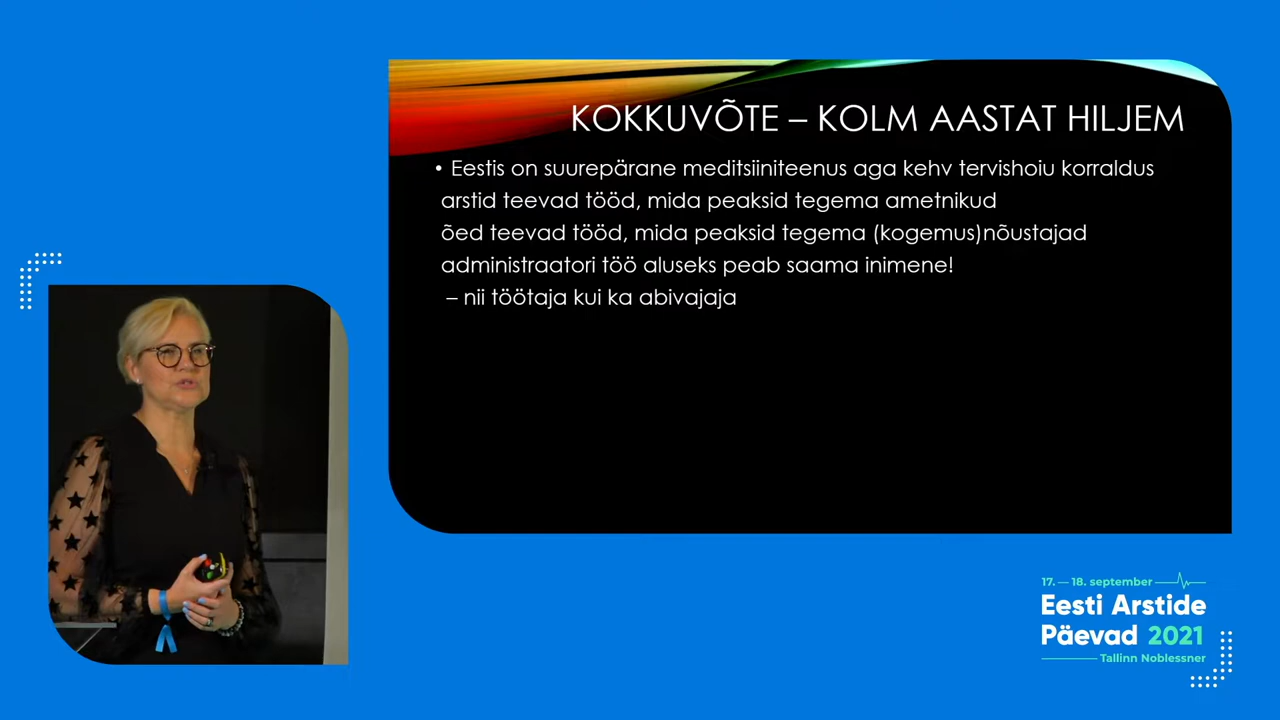 KOKKUVÕTE – KOLM AASTAT HILJEM
• Eestis on suurepärane meditsiiniteenus aga kehv tervishoiu korraldus
arstid teevad tööd, mida peaksid tegema ametnikud
õed teevad tööd, mida peaksid tegema (kogemus)nõustajad
administraatori töö aluseks peab saama inimene!
– nii töötaja kui ka abivajaja
17. — 18. september
Eesti Arstide
Päevad 2021
Tallinn Noblessner